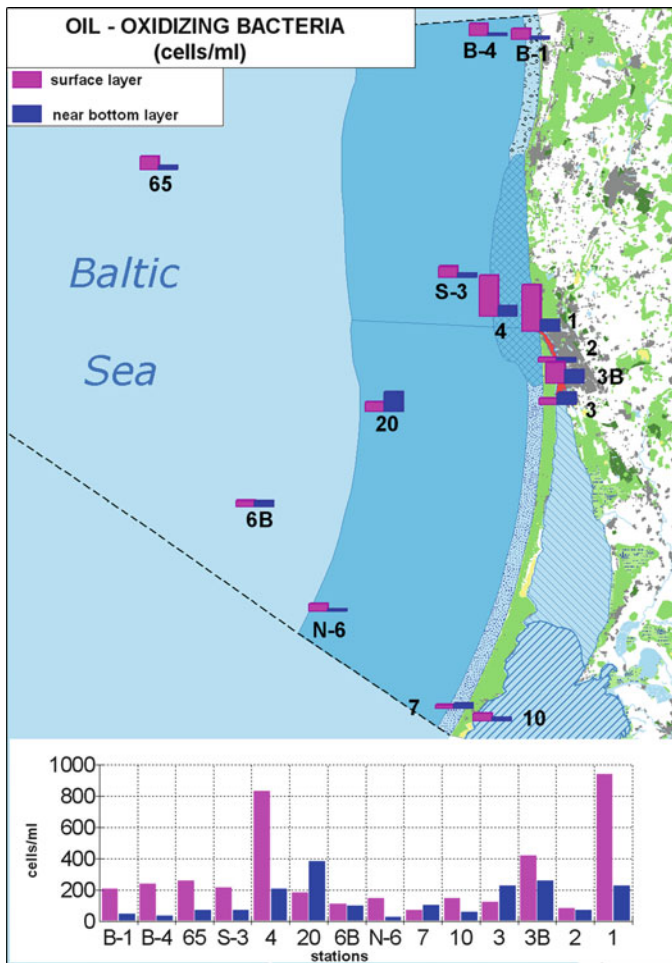 OIL - OXIDIZING BACTERIA
(cells/ml)
surface layer
near bottom layer
B-4
B-1
65
Baltic
Sea
S-3
4
1
2
3B
3
20
6B
N-6
7
10
1000
800
600
400
200
0
cells/ml
B-1 B-4 65 S-3 4 20 6B N-6 7 10 3 3B 2 1
stations